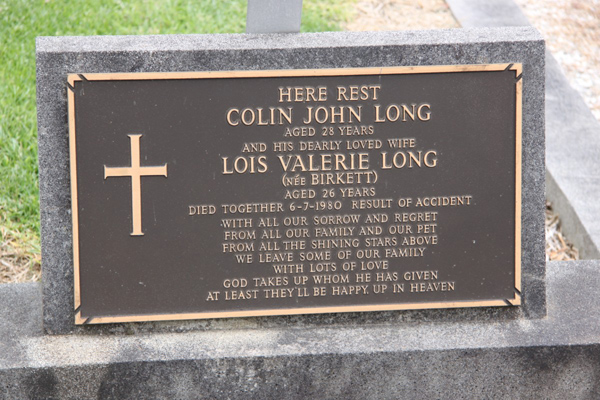 HERE REST
COLIN JOHN LONG
AGED 28 YEARS
AND HIS DEARLY LOVED WIFE
LOIS VALERIE LONG
(NÉE BIRKETT)
AGED 26 YEARS
DIED TOGETHER 6-7-1980 RESULT OF ACCIDENT
WITH ALL OUR SORROW AND REGRET
FROM ALL OUR FAMILY AND OUR PET
FROM ALL THE SHINING STARS ABOVE
WE LEAVE SOME OF OUR FAMILY
WITH LOTS OF LOVE
GOD TAKES UP WHOM HE HAS GIVEN
AT LEAST THEY'LL BE HAPPY, UP IN HEAVEN